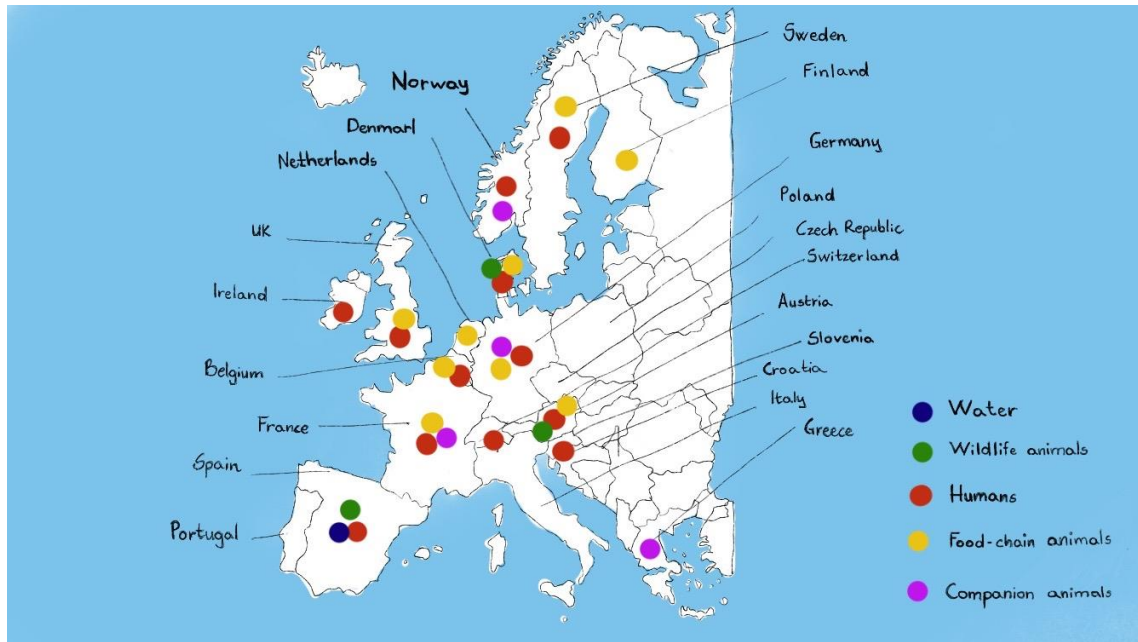 Sweden
Finland
Norway
Denmarl
Netherlands
Germany
Poland
UK
Czech Republic
Switzerland
Ireland
Austria
Slovenia
Belgium
Croatia
Italy
France
Greece
Spain
Portugal
Water
Wildlife animals
Humans
Food-chain animals
Companion animals